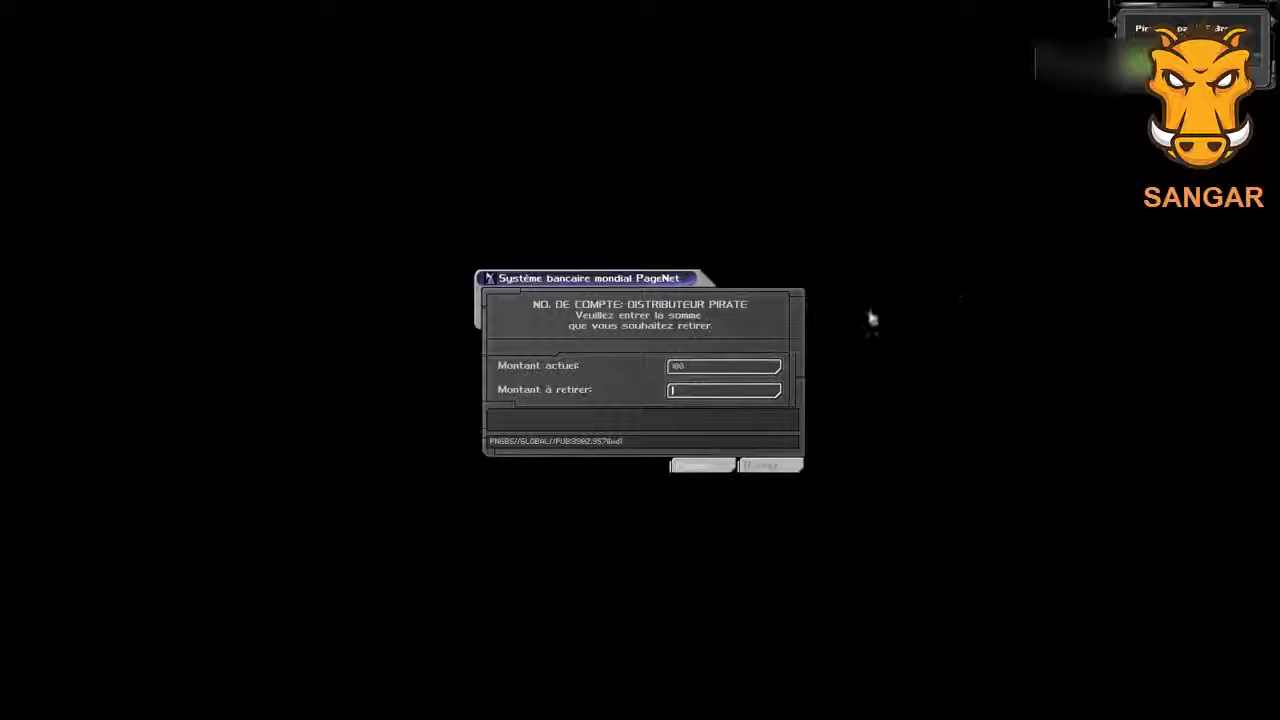 SANGAR
Système bancaire mondial PageNet
NO. DE COMPTE: DISTRIBUTEUR PIRATE
Veuillez entrer la somme
que vous souhaitez retirer.
Montant actuel:
100
Montant à retirer: